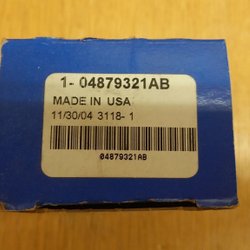 1- 04879321AB
MADE IN USA
11/30/04 3118- 1
04879321AB